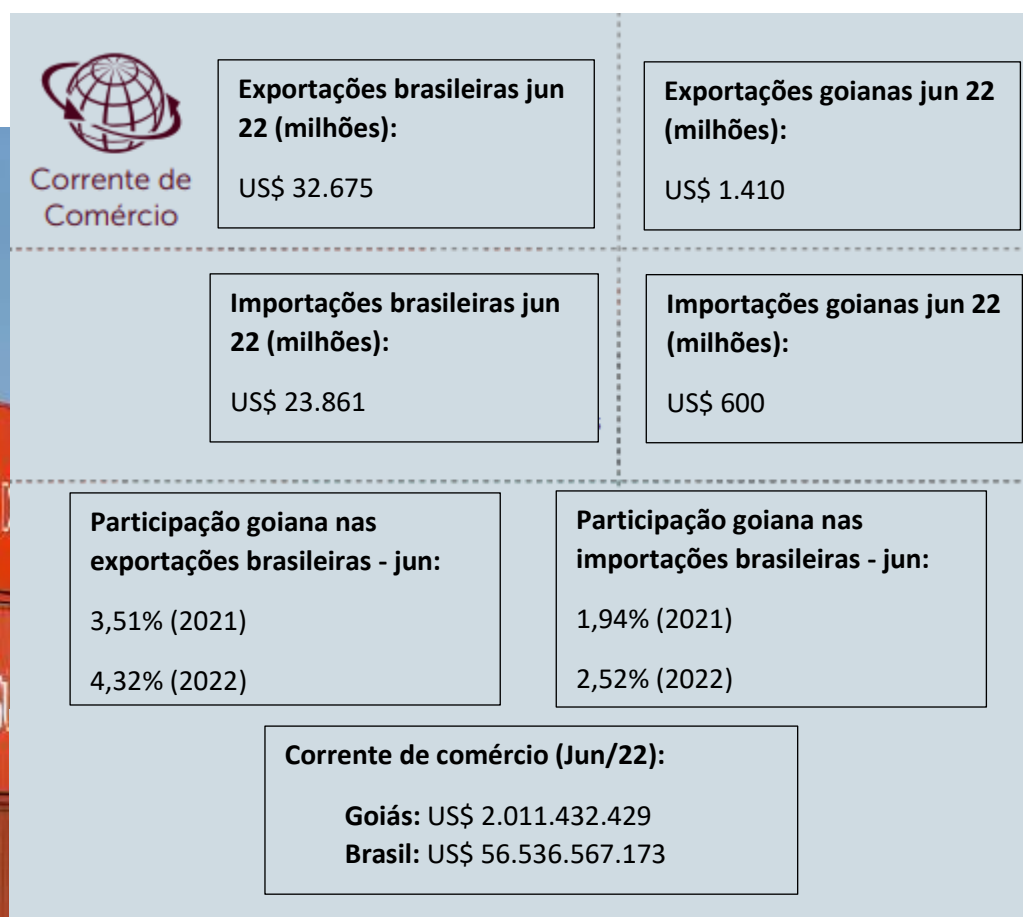 Corrente de
Comércio
Exportações brasileiras jun
22 (milhões):
US$ 32.675
Exportações goianas jun 22
(milhões):
US$ 1.410
Importações brasileiras jun
22 (milhões):
US$ 23.861
Importações goianas jun 22
(milhões):
US$ 600
Participação goiana nas
exportações brasileiras - jun:
3,51% (2021)
4,32% (2022)
Participação goiana nas
importações brasileiras - jun:
1,94% (2021)
2,52% (2022)
Corrente de comércio (Jun/22):
Goiás: US$ 2.011.432.429
Brasil: US$ 56.536.567.173